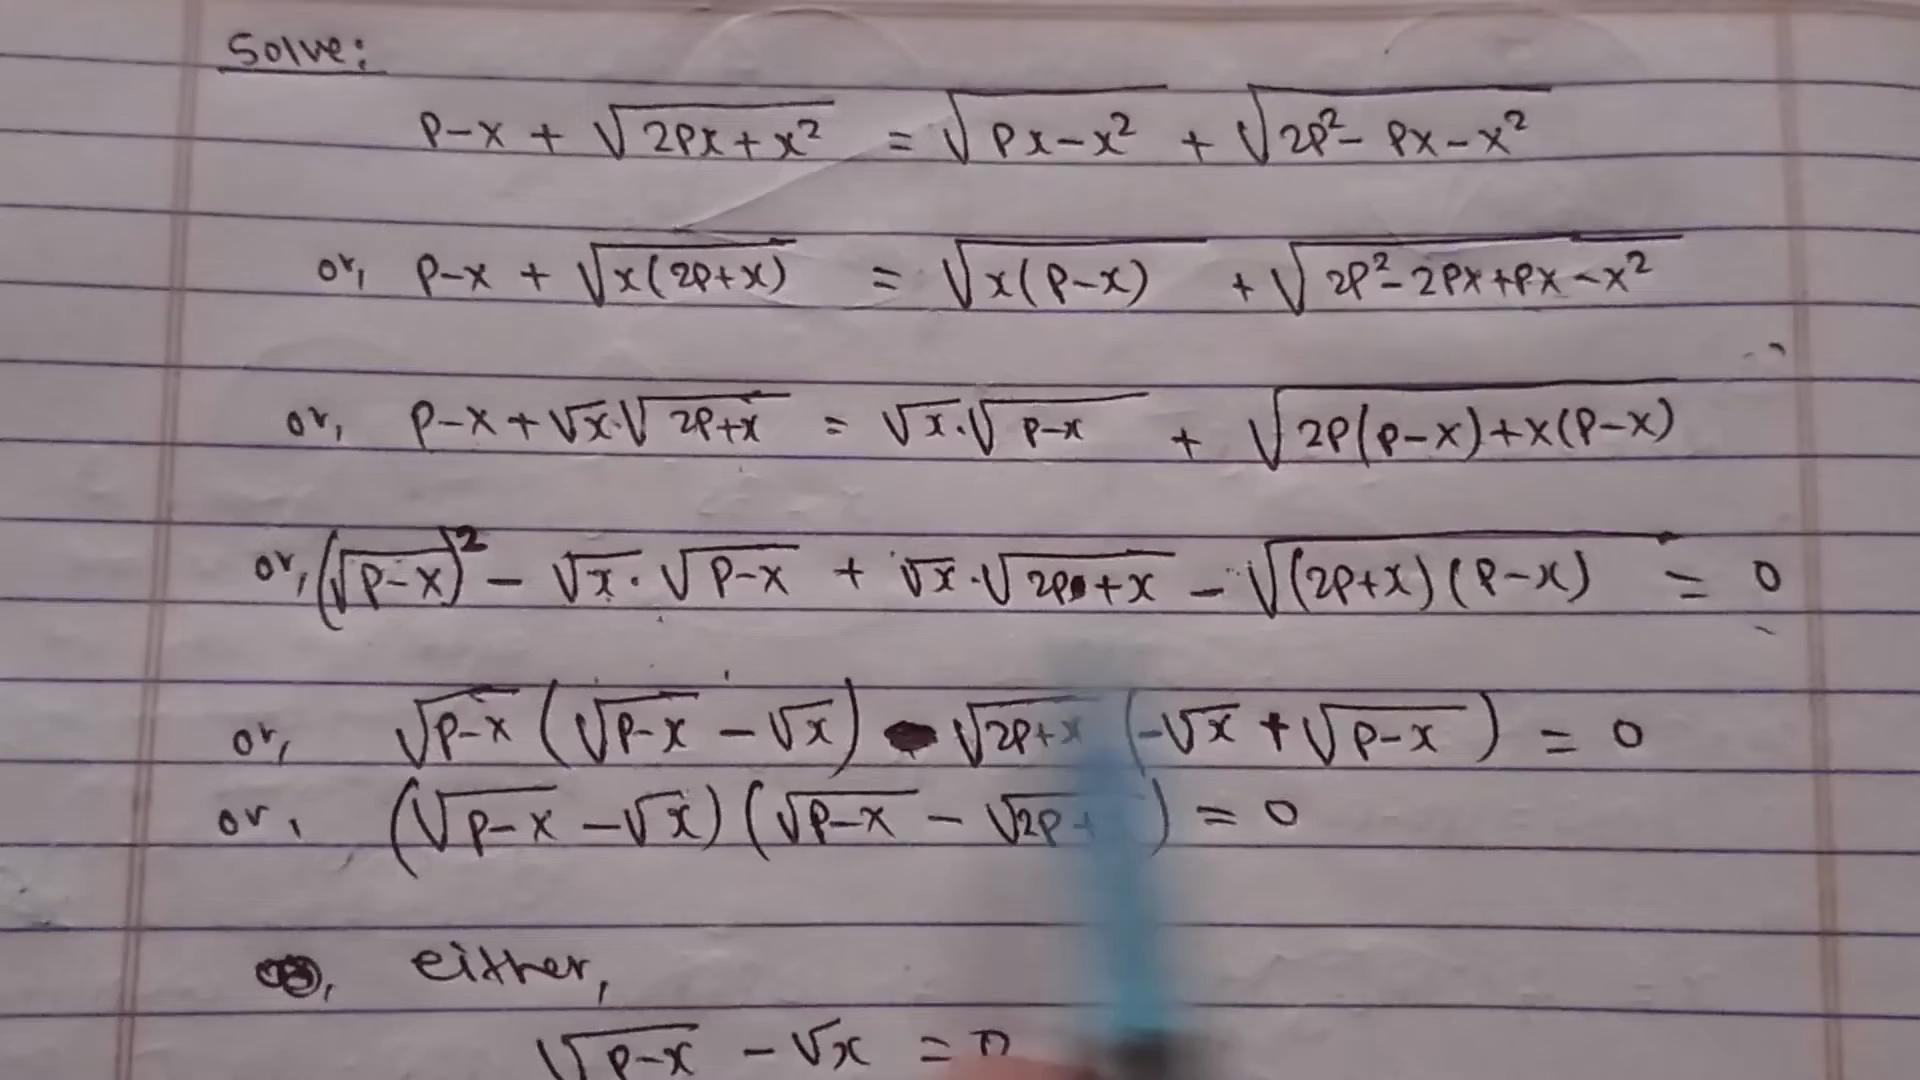 Solve:
P-x + √(2Px + x²) = √(Px - x²) + √(2P² - Px - x²)
or, P-x + √(x(2P+x)) = √(x(P-x)) + √(2P² - 2Px + Px - x²)
or, P-x + √x.√(2P+x) = √x.√(P-x) + √(2P(P-x)+x(P-x))
or, (√(P-x))² - √x.√(P-x) + √x.√(2P+x) - √((2P+x)(P-x)) = 0
or, √(P-x) (√(P-x) - √x) - √(2P+x) (-√x + √(P-x)) = 0
or, (√(P-x) - √x) (√(P-x) - √(2P+ ) = 0
either,
√(P-x) - √x = 0